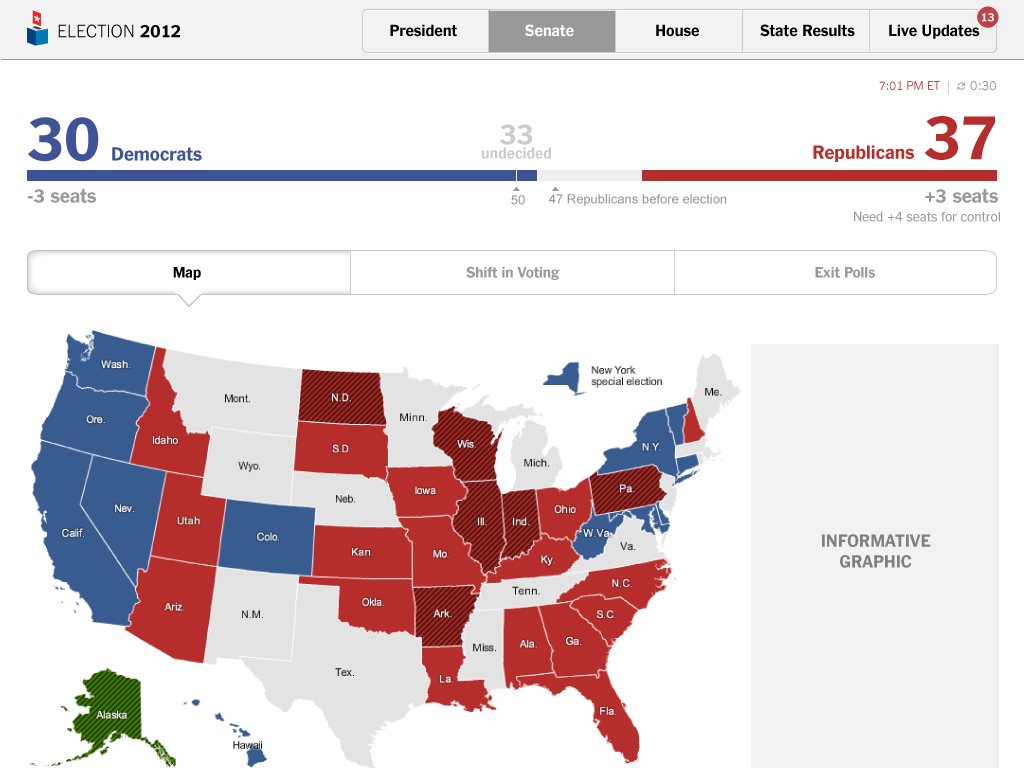 ELECTION 2012
President
Senate
House
State Results
Live Updates
13
7:01 PM ET | 0:30
30 Democrats
33
undecided
Republicans 37
-3 seats
50
47 Republicans before election
+3 seats
Need +4 seats for control
Map
Shift in Voting
Exit Polls
Wash.
Ore.
Idaho
Mont.
N.D.
Minn.
New York
special election
Me.
S.D.
Wis.
Mich.
N.Y.
Wyo.
Iowa
Neb.
Pa.
Nev.
Utah
Colo.
Ill.
Ind.
Ohio
Calif.
W.Va.
Va.
Kan.
Mo.
Ky.
INFORMATIVE
GRAPHIC
Ariz.
N.M.
Okla.
Ark.
Tenn.
N.C.
S.C.
Miss.
Ala.
Ga.
Tex.
La.
Fla.
Alaska
Hawaii